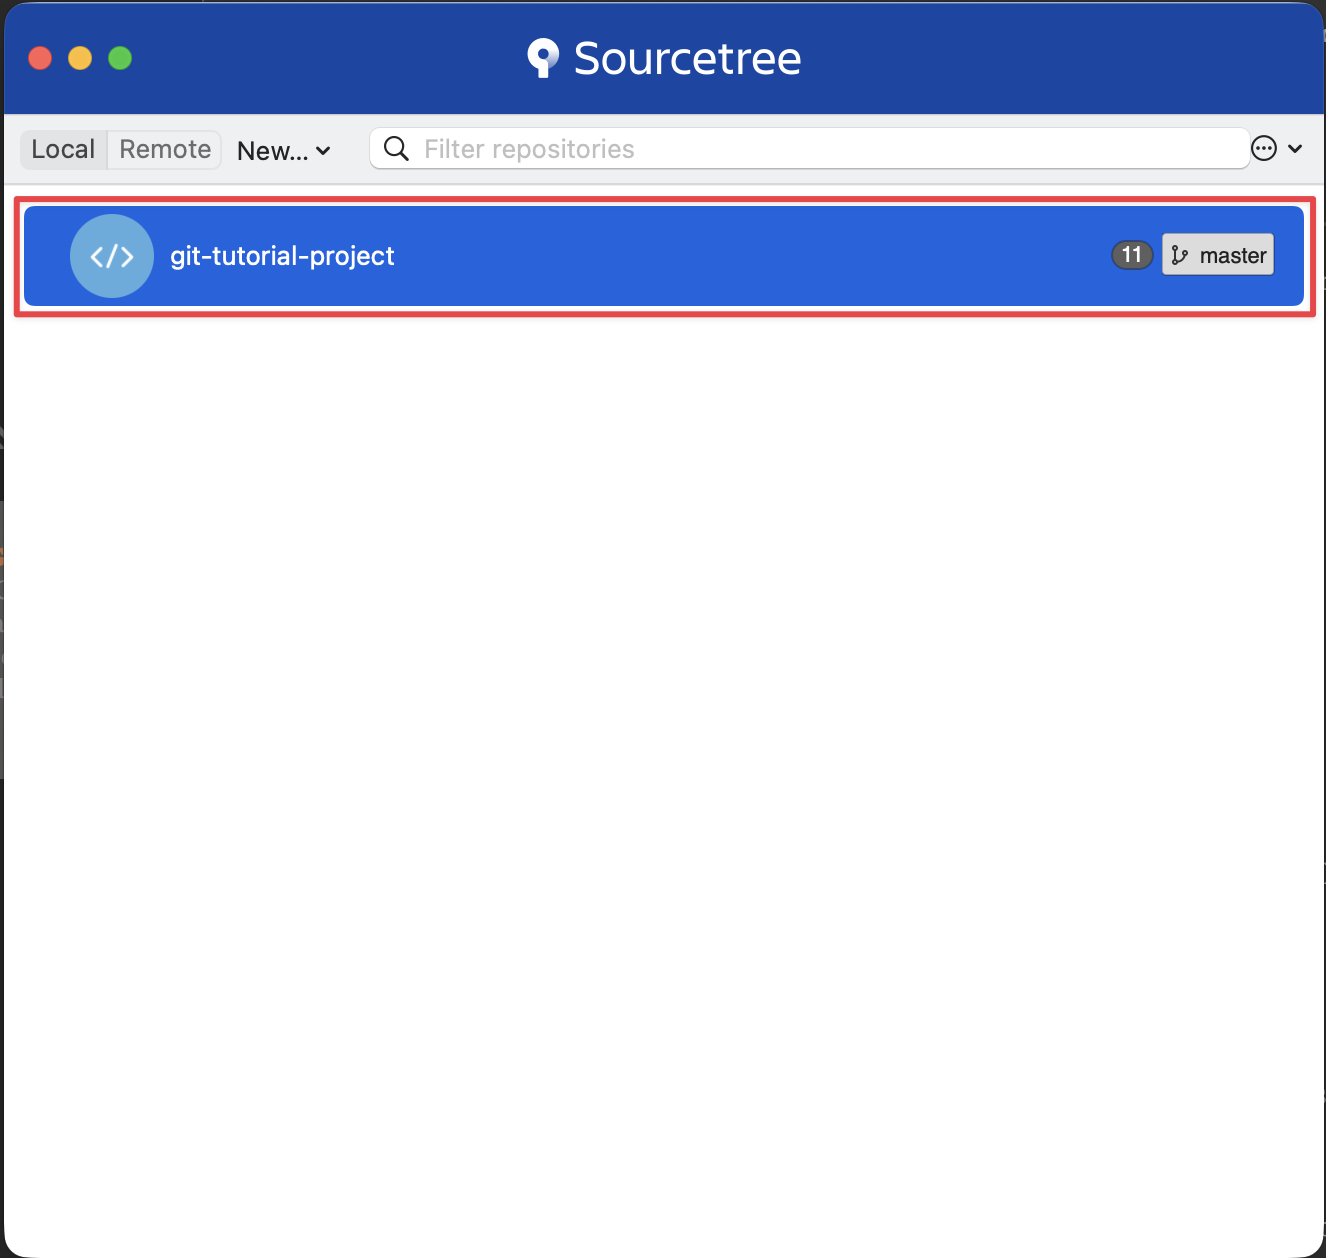 Sourcetree
Local Remote New... Filter repositories
</> git-tutorial-project 11 master